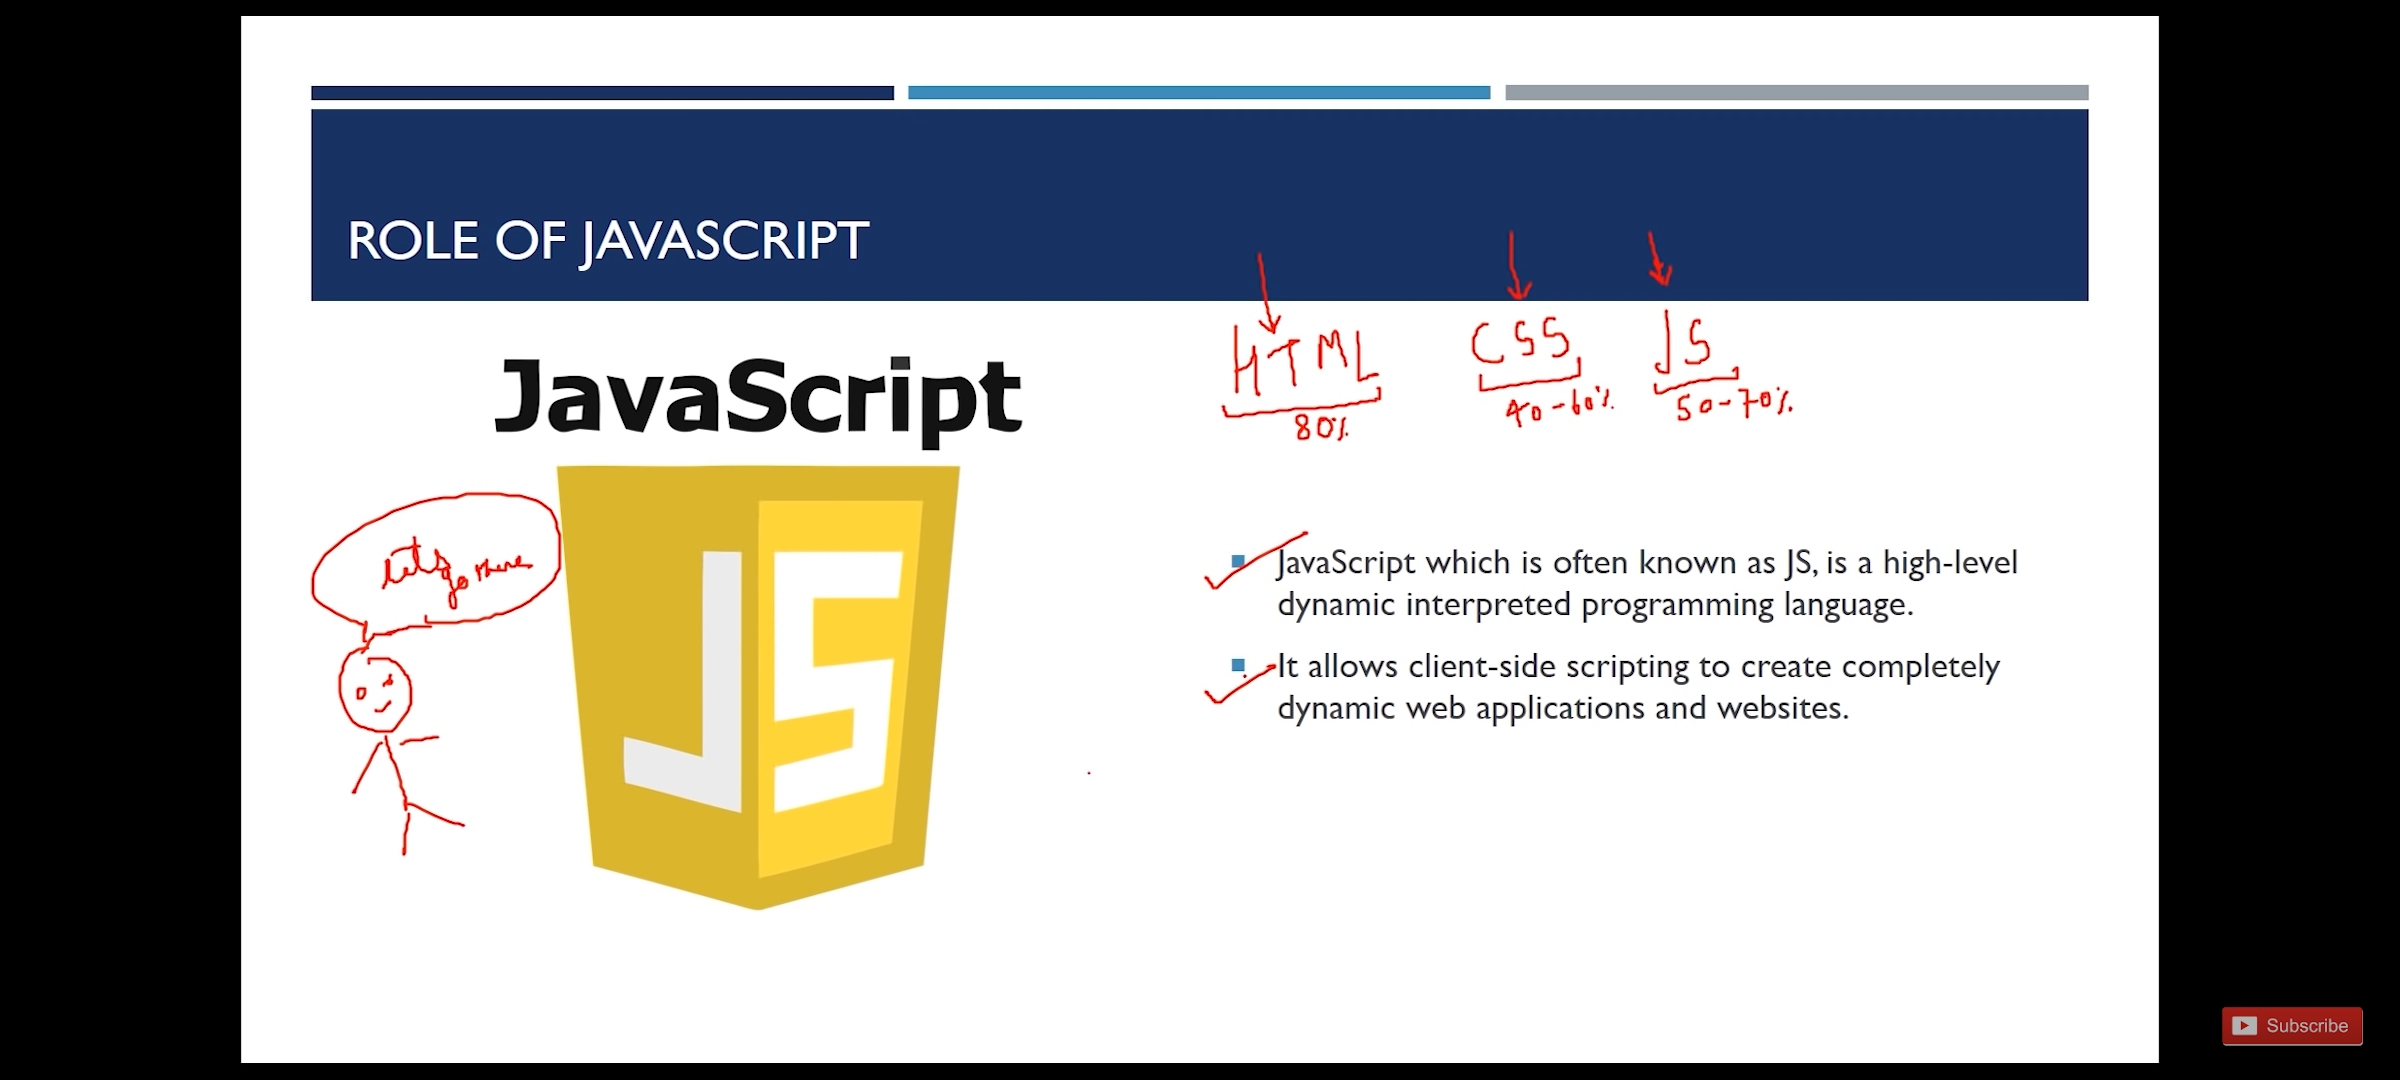 ROLE OF JAVASCRIPT
HTML CSS JS
80% 40-60% 50-70%
JavaScript
JS
let's go there
JavaScript which is often known as JS, is a high-level
dynamic interpreted programming language.
It allows client-side scripting to create completely
dynamic web applications and websites.
Subscribe